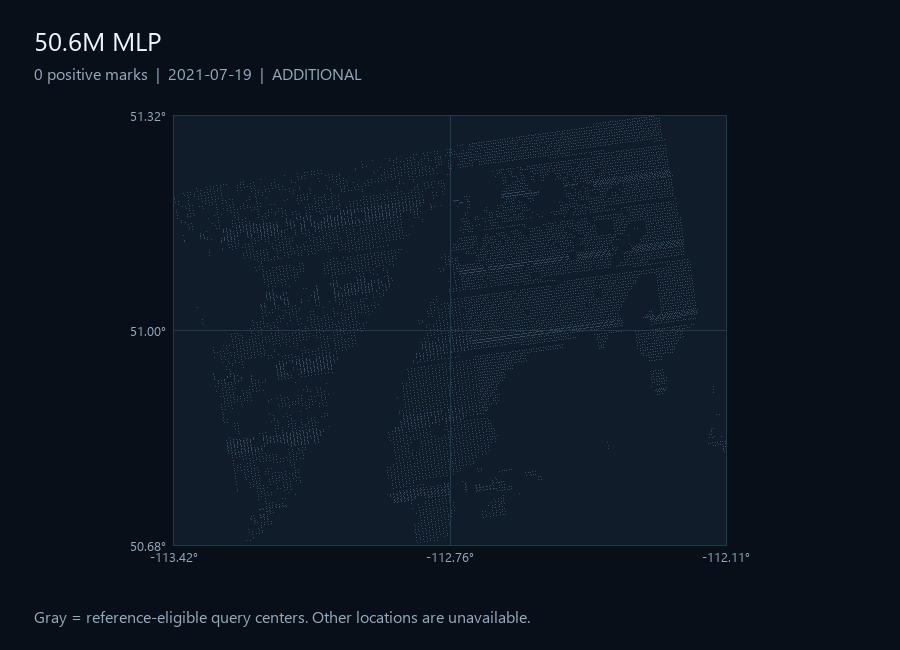 50.6M MLP
0 positive marks | 2021-07-19 | ADDITIONAL
51.32°
51.00°
50.68°
-113.42°
-112.76°
-112.11°
Gray = reference-eligible query centers. Other locations are unavailable.